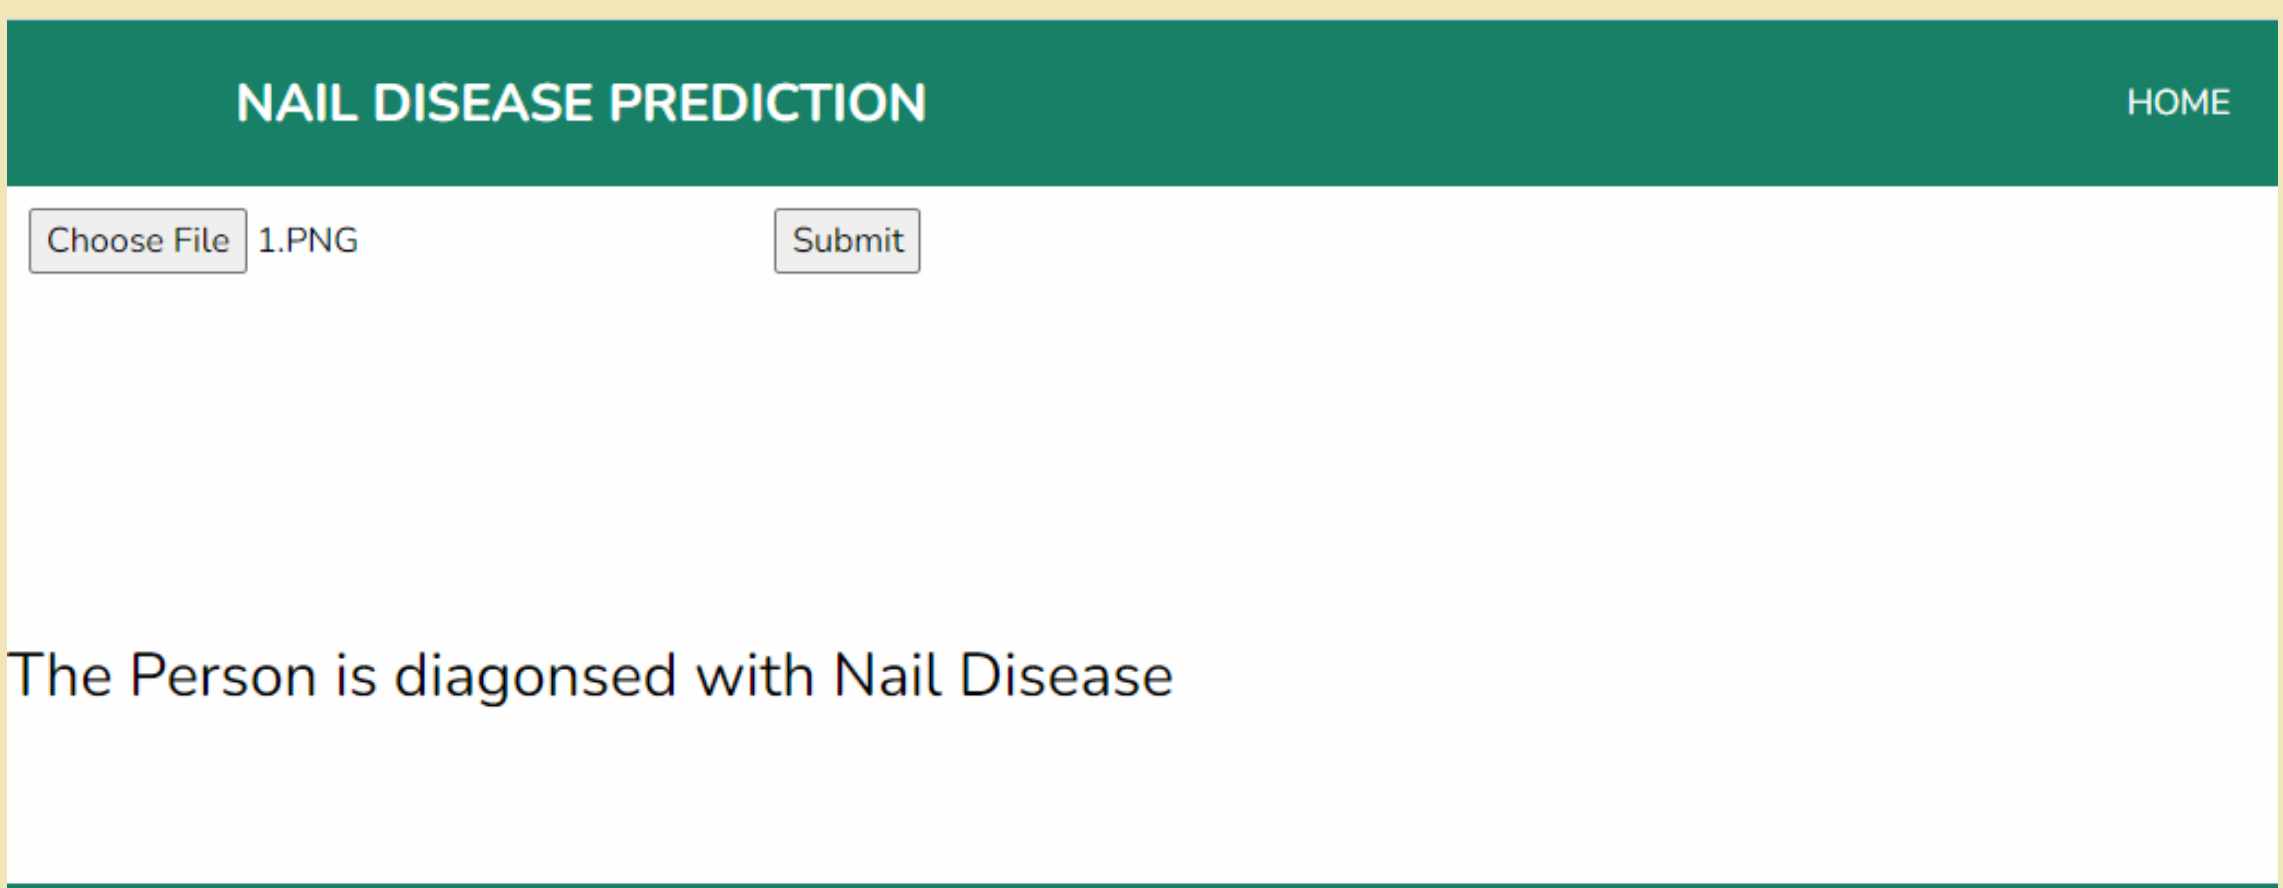 NAIL DISEASE PREDICTION HOME
Choose File 1.PNG Submit
The Person is diagonsed with Nail Disease